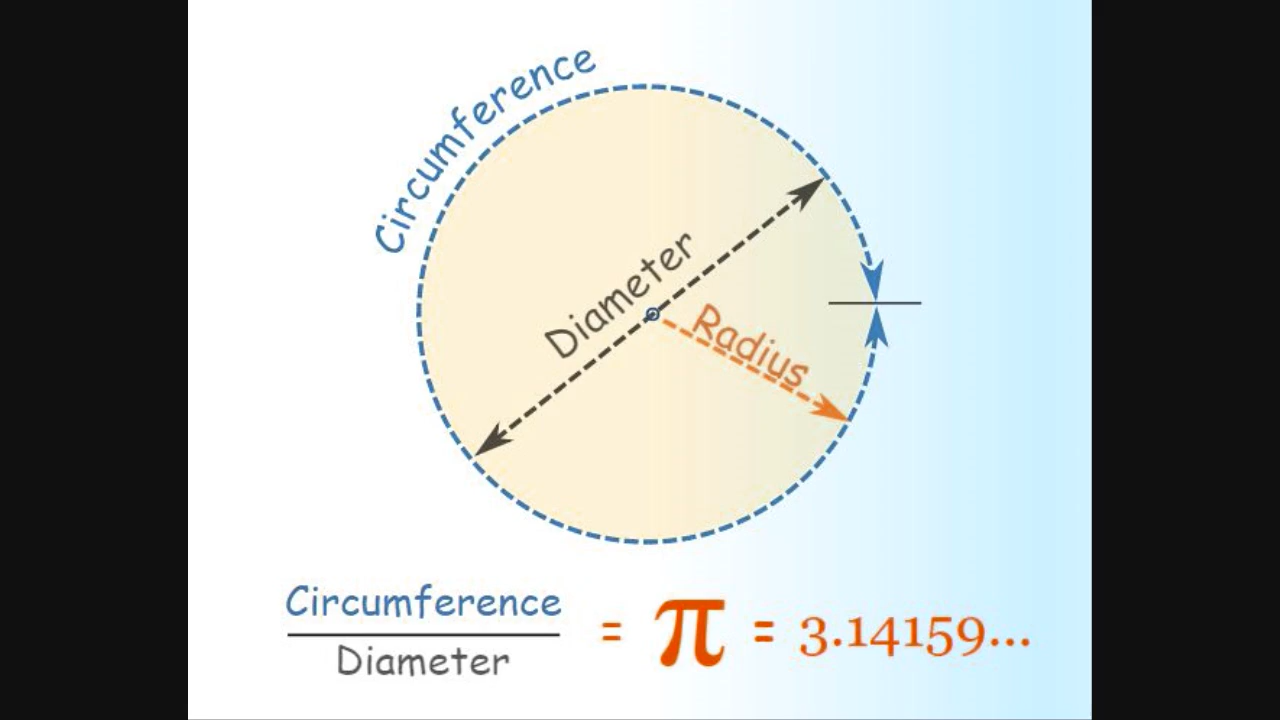 Circumference
Diameter
Radius
Circumference
Diameter
= π = 3.14159...